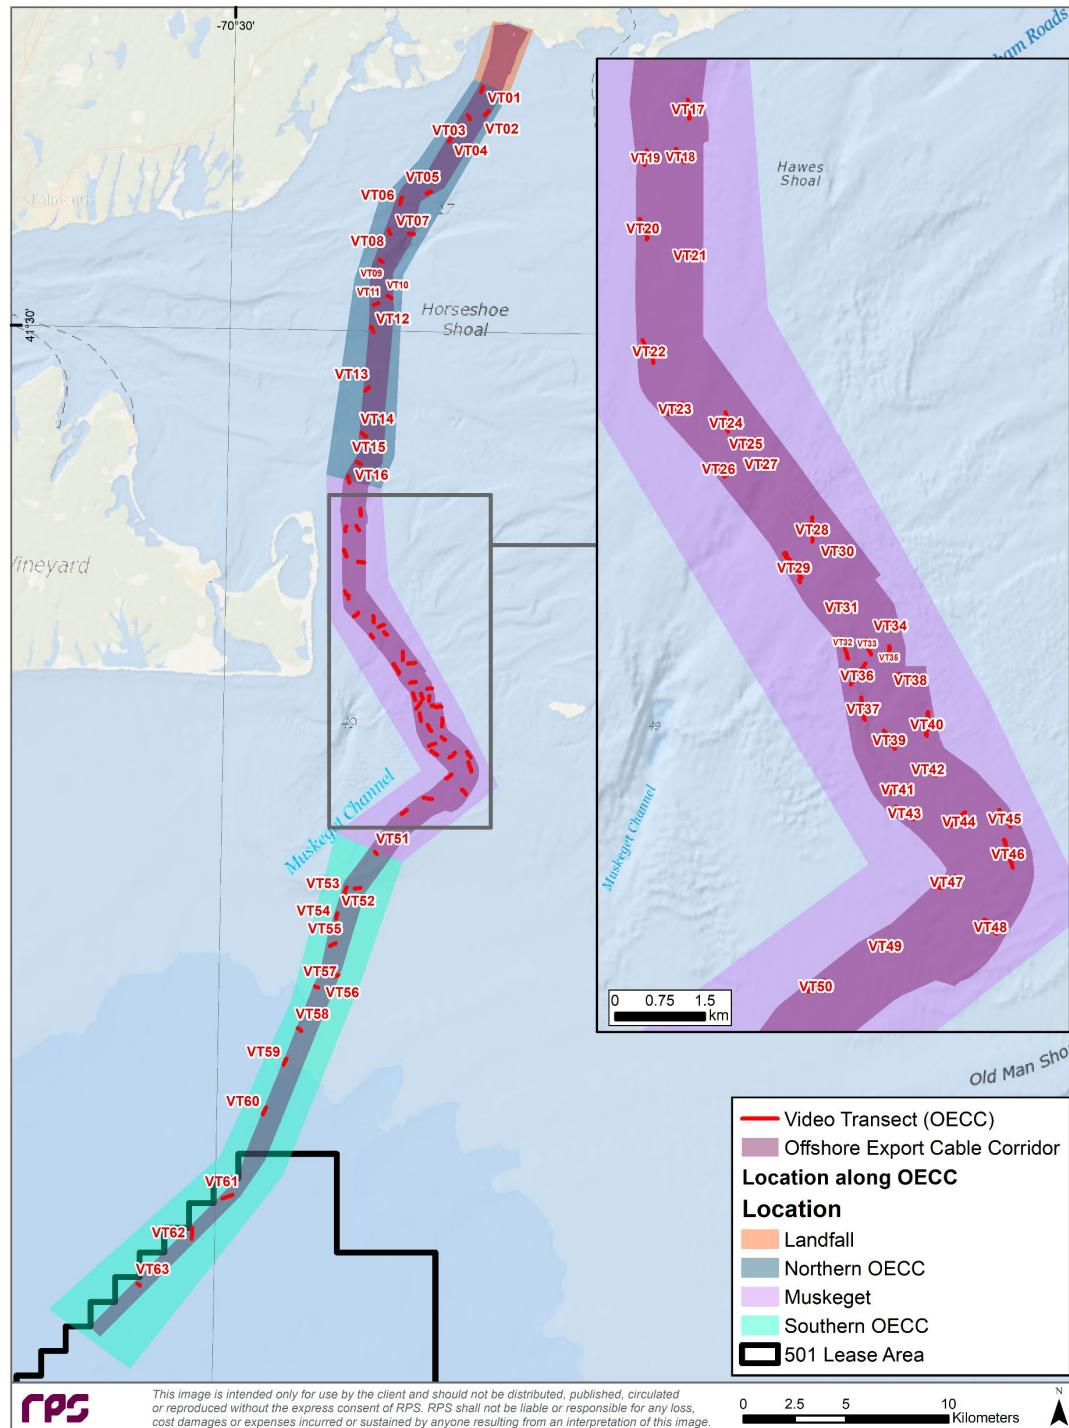 -70°30'
ham Roads
VT01
VT03
VT02
VT04
VT05
VT06
17
VT07
VT08
VT09
VT10
VT11
VT12
Horseshoe
Shoal
41°30'
VT13
VT14
VT15
VT16
Vineyard
49
Muskeget Channel
VT51
VT53
VT52
VT54
VT55
VT57
VT56
VT58
VT59
VT60
VT61
VT62
VT63
VT17
VT19
VT18
Hawes
Shoal
VT20
VT21
VT22
VT23
VT24
VT25
VT26
VT27
VT28
VT30
VT29
VT31
VT34
VT32
VT33
VT35
VT36
VT38
VT37
VT40
49
VT39
VT42
VT41
VT43
VT44
VT45
VT46
Muskeget Channel
VT47
VT48
VT49
VT50
0 0.75 1.5
km
Old Man Sho
Video Transect (OECC)
Offshore Export Cable Corridor
Location along OECC
Location
Landfall
Northern OECC
Muskeget
Southern OECC
501 Lease Area
rps
This image is intended only for use by the client and should not be distributed, published, circulated
or reproduced without the express consent of RPS. RPS shall not be liable or responsible for any loss,
cost damages or expenses incurred or sustained by anyone resulting from an interpretation of this image.
0 2.5 5 10
Kilometers
N